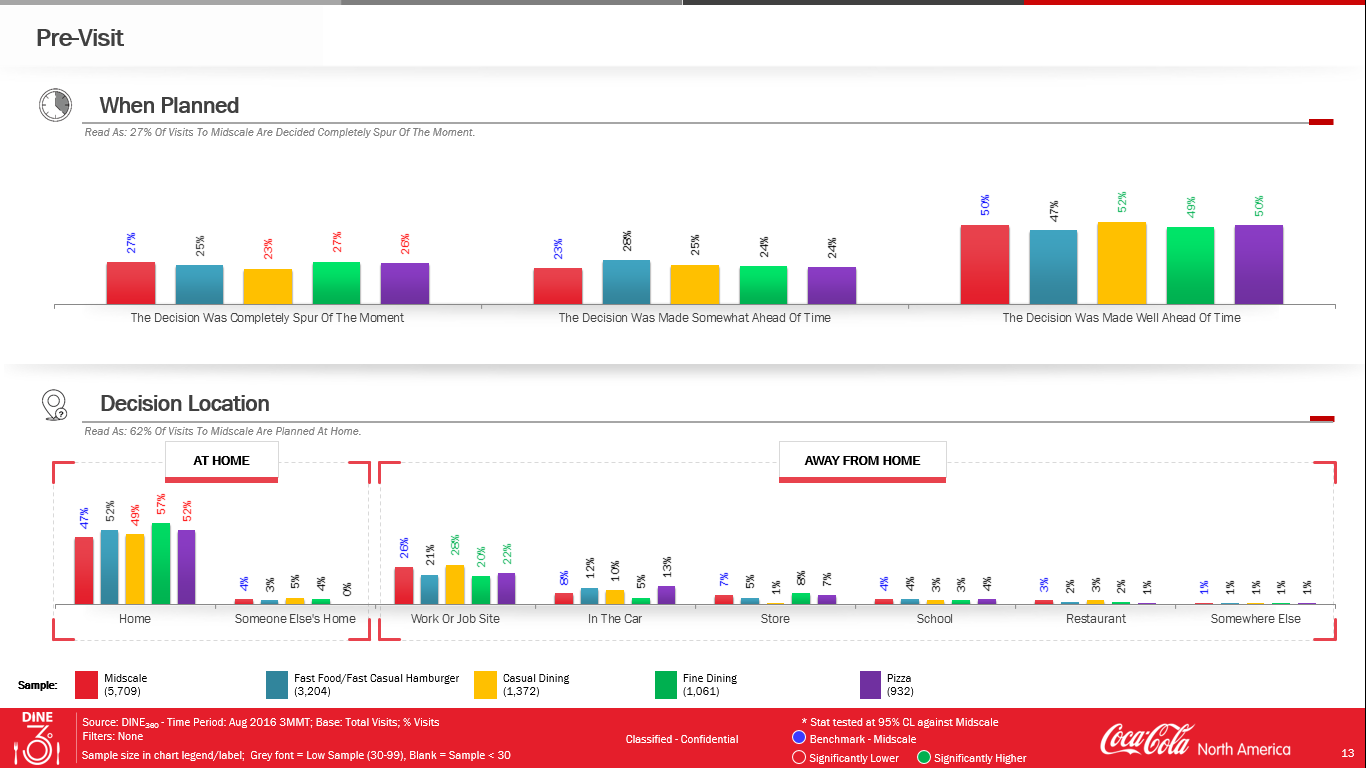 Pre-Visit
When Planned
Read As: 27% Of Visits To Midscale Are Decided Completely Spur Of The Moment.
27% 25% 23% 27% 26% 23% 28% 25% 24% 24% 50% 47% 52% 49% 50%
The Decision Was Completely Spur Of The Moment The Decision Was Made Somewhat Ahead Of Time The Decision Was Made Well Ahead Of Time
Decision Location
Read As: 62% Of Visits To Midscale Are Planned At Home.
AT HOME AWAY FROM HOME
47% 52% 49% 57% 52% 4% 3% 5% 4% 0% 26% 21% 28% 20% 22% 8% 12% 10% 5% 13% 7% 5% 1% 8% 7% 4% 4% 3% 3% 4% 3% 2% 3% 2% 1% 1% 1% 1% 1% 1%
Home Someone Else's Home Work Or Job Site In The Car Store School Restaurant Somewhere Else
Sample: Midscale Fast Food/Fast Casual Hamburger Casual Dining Fine Dining Pizza
(5,709) (3,204) (1,372) (1,061) (932)
DINE
3°
Source: DINE360 - Time Period: Aug 2016 3MMT; Base: Total Visits; % Visits
Filters: None
Sample size in chart legend/label; Grey font = Low Sample (30-99), Blank = Sample < 30
Classified - Confidential
* Stat tested at 95% CL against Midscale
Benchmark - Midscale
Significantly Lower Significantly Higher
Coca-Cola North America
13